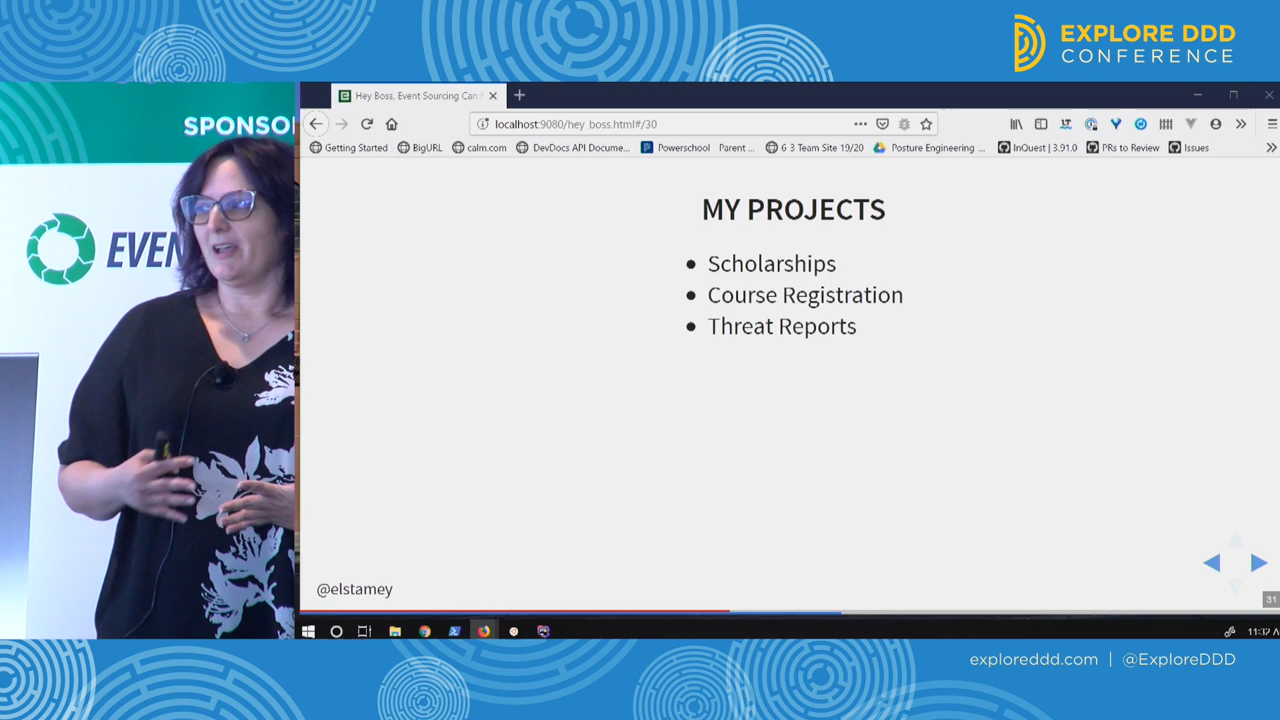 EXPLORE DDD
CONFERENCE
SPONSO
EVEN
Hey Boss, Event Sourcing Can
localhost:9080/hey_boss.html#/30
Getting Started
BigURL
calm.com
DevDocs API Docume...
Powerschool Parent ...
6 3 Team Site 19/20
Posture Engineering ...
InQuest | 3.91.0
PRs to Review
Issues
MY PROJECTS
• Scholarships
• Course Registration
• Threat Reports
@elstamey
31
11:32 A
exploreddd.com | @ExploreDDD